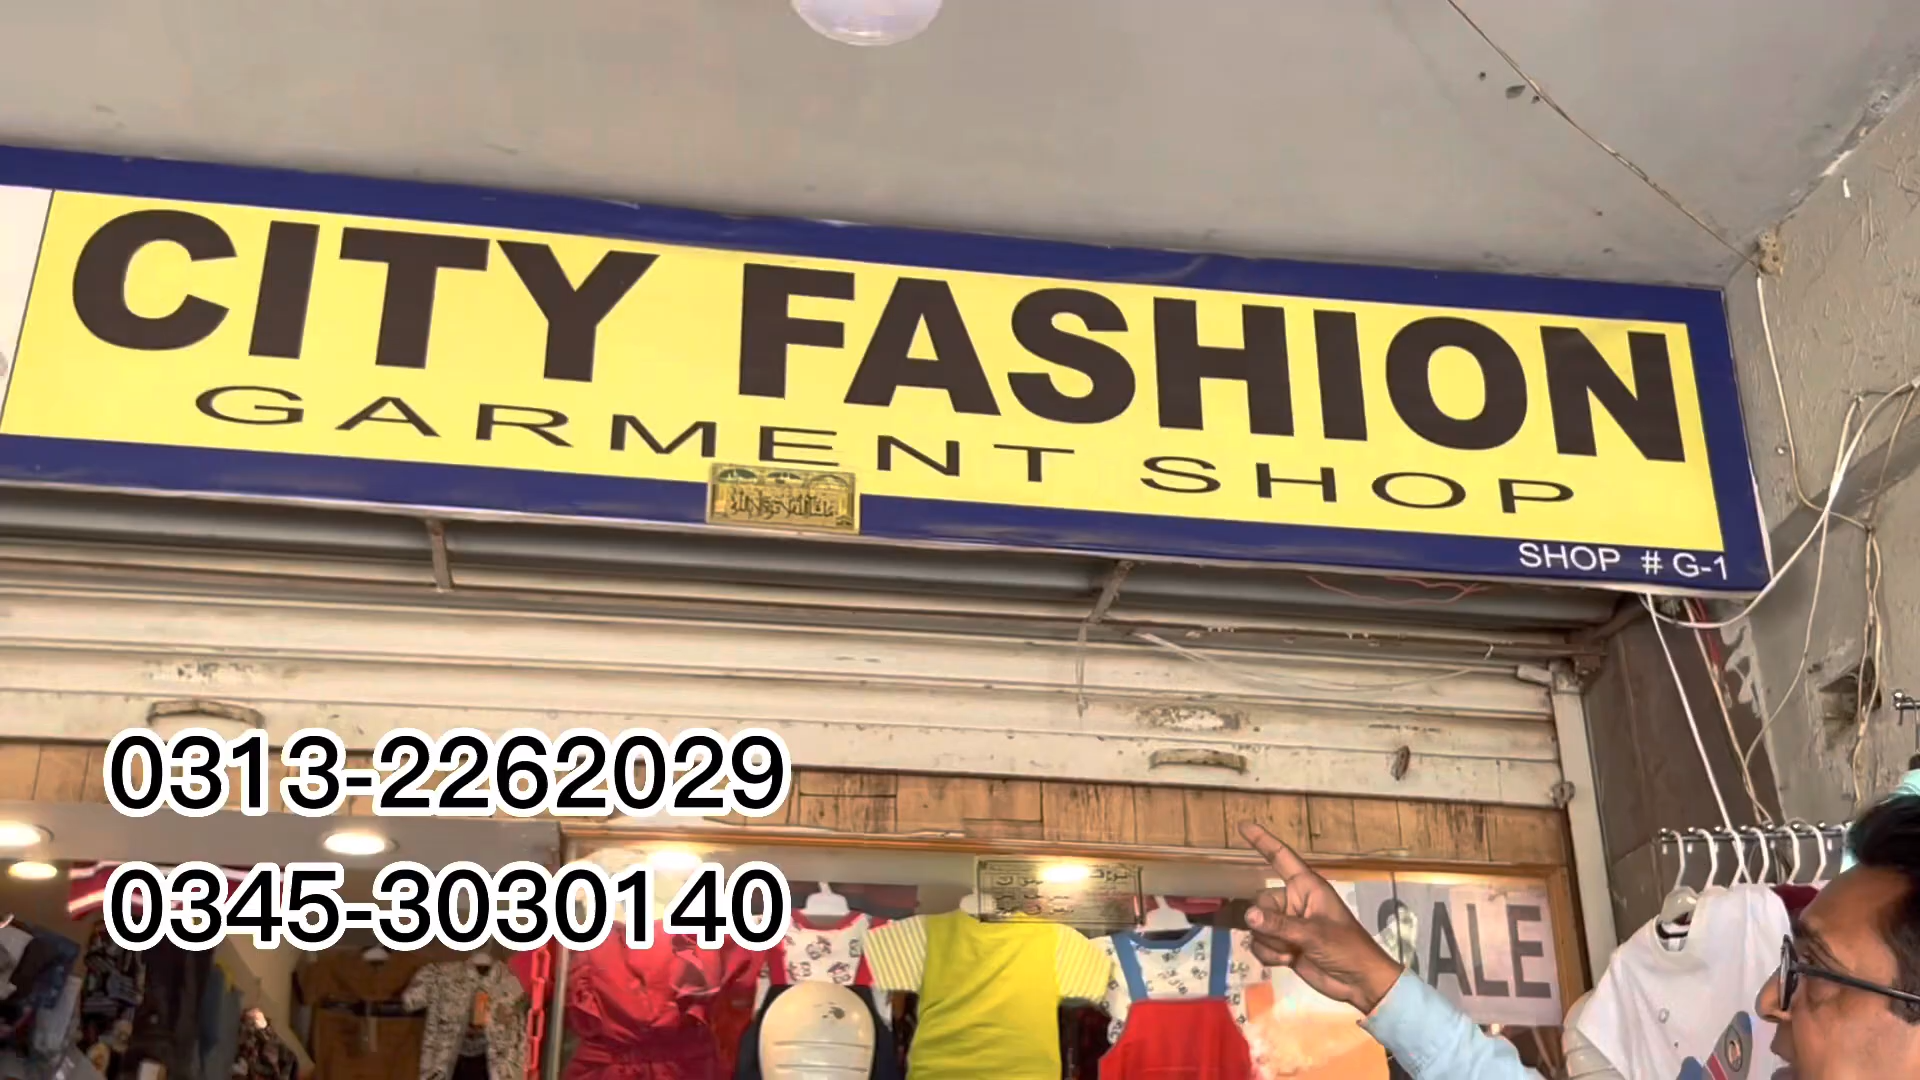 CITY FASHION
GARMENT SHOP
SHOP # G-1
0313-2262029
0345-3030140
SALE